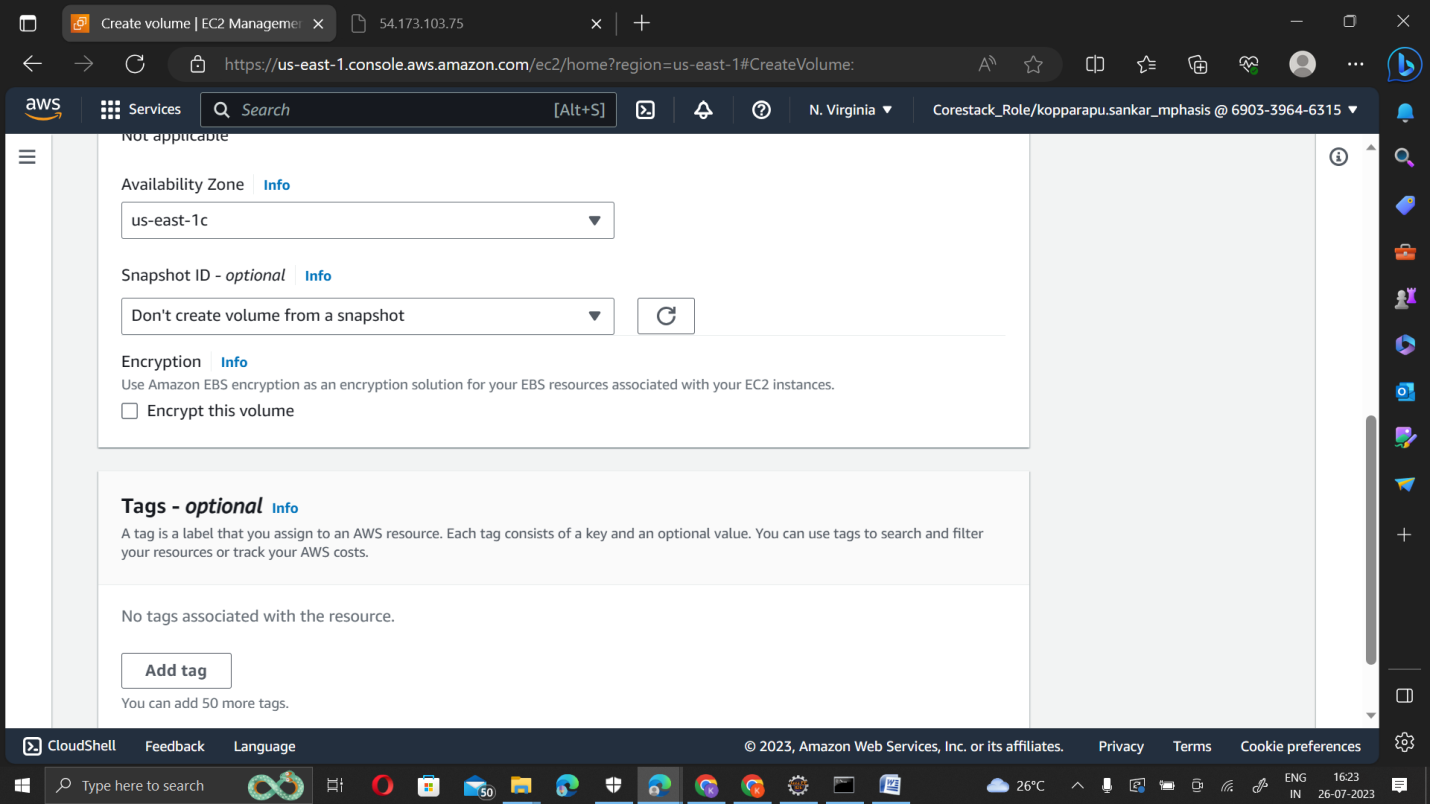 Create volume | EC2 Managemen
54.173.103.75
https://us-east-1.console.aws.amazon.com/ec2/home?region=us-east-1#CreateVolume:
aws
Services
Search
[Alt+S]
N. Virginia
Corestack_Role/kopparapu.sankar_mphasis @ 6903-3964-6315
Not applicable
Availability Zone Info
us-east-1c
Snapshot ID - optional Info
Don't create volume from a snapshot
Encryption Info
Use Amazon EBS encryption as an encryption solution for your EBS resources associated with your EC2 instances.
Encrypt this volume
Tags - optional Info
A tag is a label that you assign to an AWS resource. Each tag consists of a key and an optional value. You can use tags to search and filter
your resources or track your AWS costs.
No tags associated with the resource.
Add tag
You can add 50 more tags.
CloudShell Feedback Language © 2023, Amazon Web Services, Inc. or its affiliates. Privacy Terms Cookie preferences
Type here to search
50
26°C
ENG
IN
16:23
26-07-2023